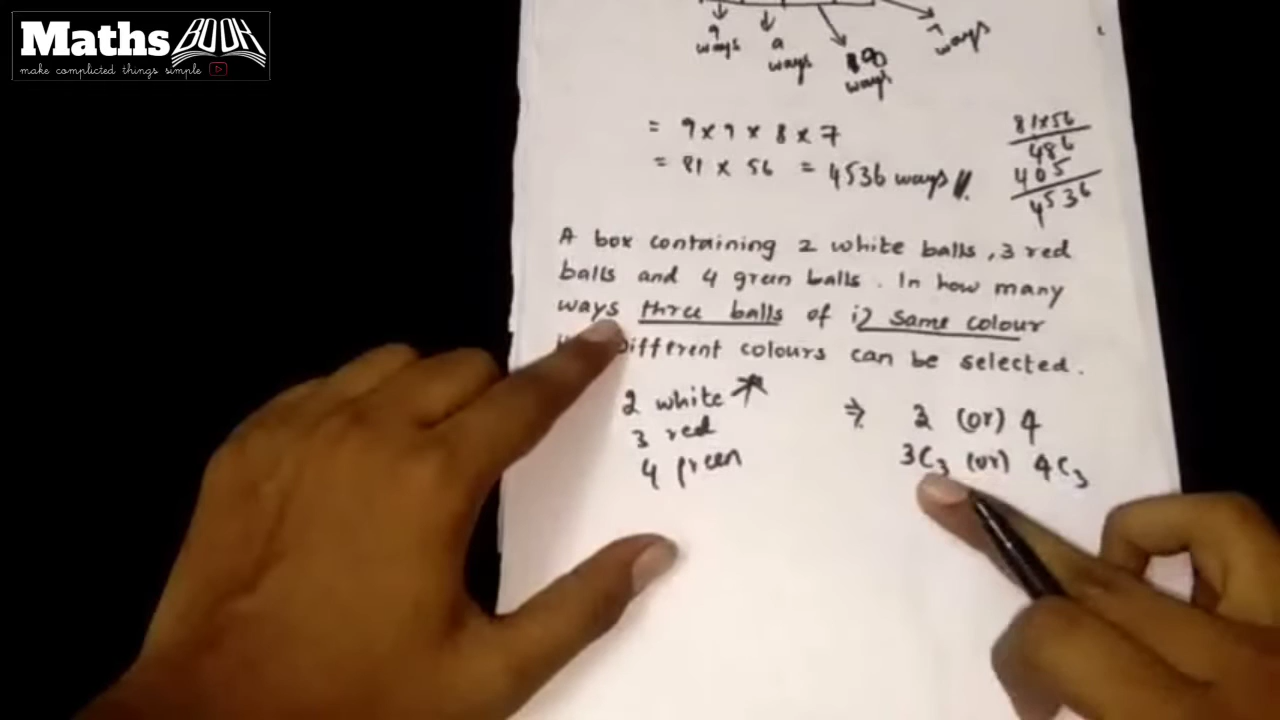 Maths BOOK
make complicted things simple
9 ways
9 ways
ways
ways
= 9 x 9 x 8 x 7
= 81 x 56 = 4536 ways
81x56
486
405
4536
A box containing 2 white balls, 3 red
balls and 4 green balls. In how many
ways three balls of i) same colour
different colours can be selected.
2 white
3 red
4 green
⇒ 3 (or) 4
3C3 (or) 4C3